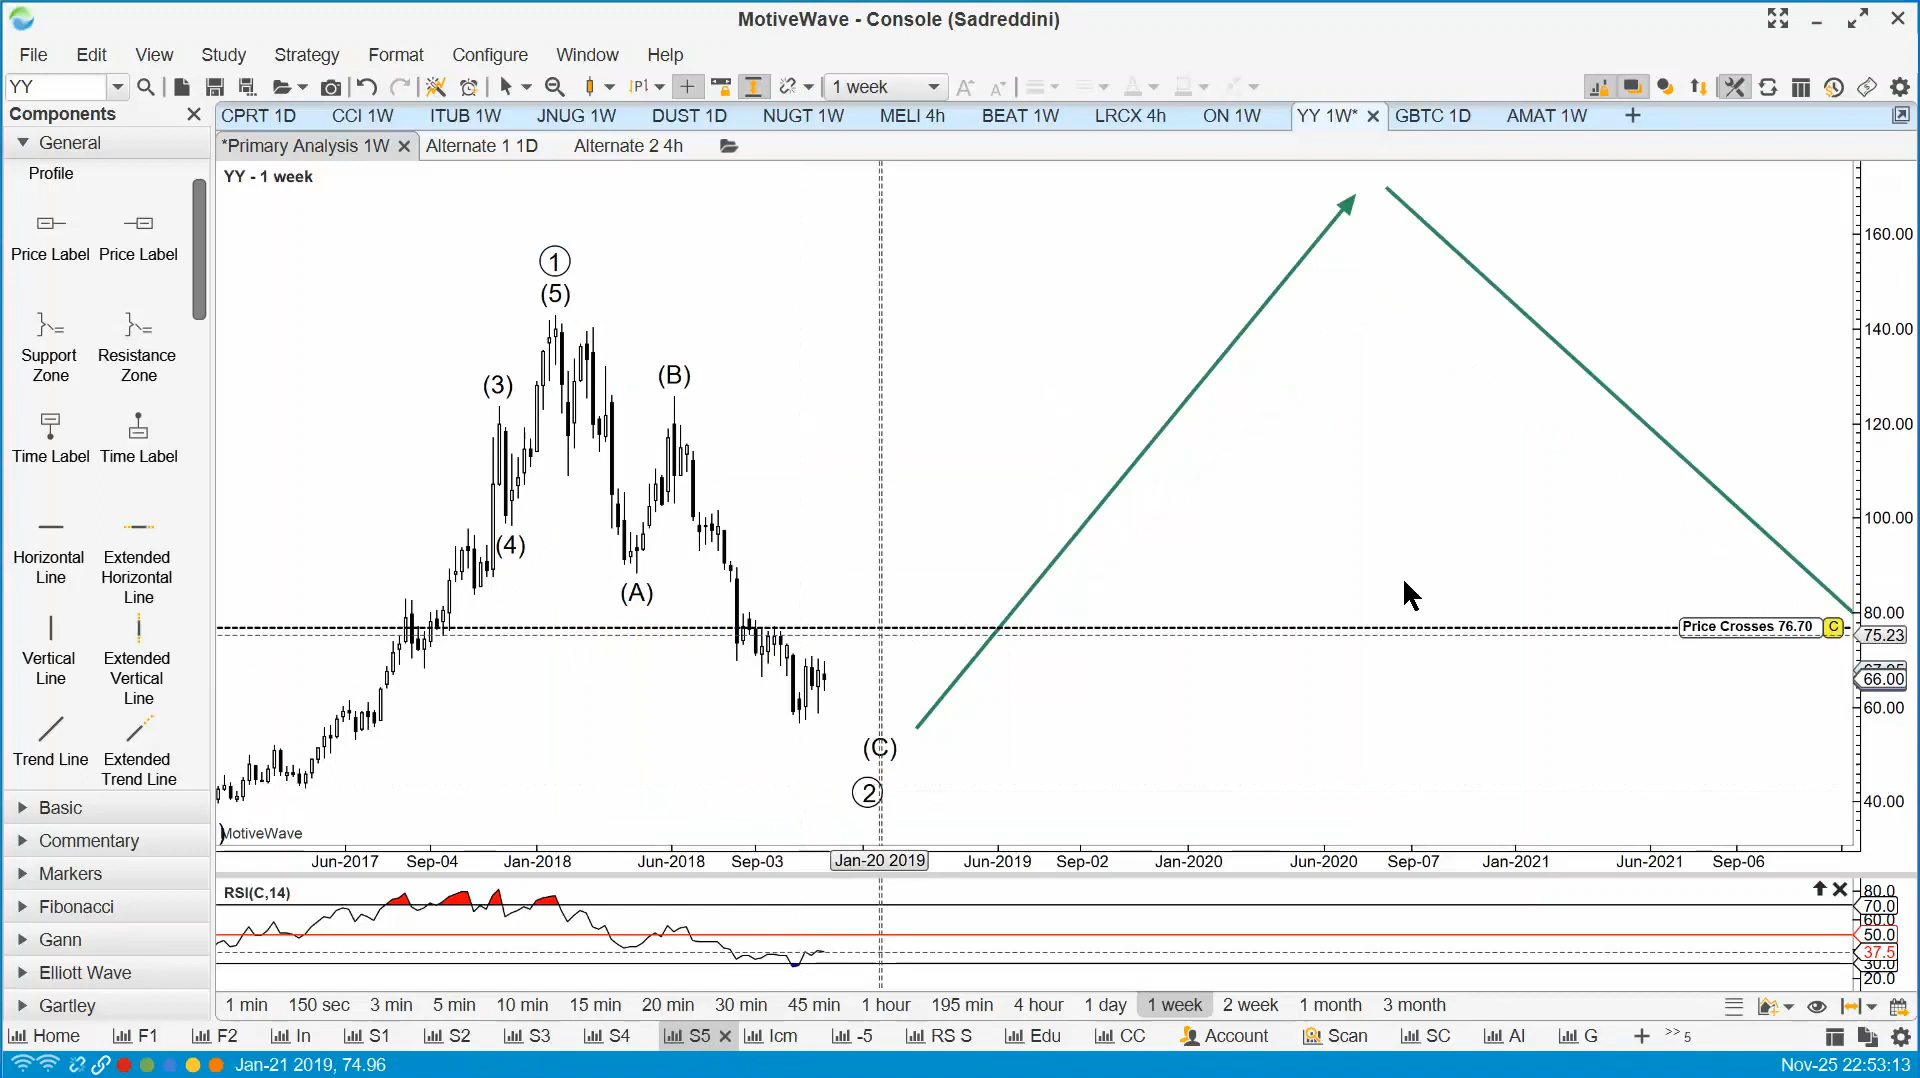 MotiveWave - Console (Sadreddini)
File Edit View Study Strategy Format Configure Window Help
YY 1 week
Components
CPRT 1D CCI 1W ITUB 1W JNUG 1W DUST 1D NUGT 1W MELI 4h BEAT 1W LRCX 4h ON 1W YY 1W* GBTC 1D AMAT 1W
General
*Primary Analysis 1W Alternate 1 1D Alternate 2 4h
Profile
Price Label Price Label
Support Zone
Resistance Zone
Time Label Time Label
Horizontal Line
Extended Horizontal Line
Vertical Line
Extended Vertical Line
Trend Line
Extended Trend Line
Basic
Commentary
Markers
Fibonacci
Gann
Elliott Wave
Gartley
YY - 1 week
1
(5)
(3)
(B)
(4)
(A)
(C)
2
MotiveWave
160.00
140.00
120.00
100.00
80.00
Price Crosses 76.70 C
75.23
66.00
60.00
40.00
Jun-2017 Sep-04 Jan-2018 Jun-2018 Sep-03 Jan-20 2019 Jun-2019 Sep-02 Jan-2020 Jun-2020 Sep-07 Jan-2021 Jun-2021 Sep-06
RSI(C,14)
80.0
70.0
60.0
50.0
37.5
30.0
20.0
1 min 150 sec 3 min 5 min 10 min 15 min 20 min 30 min 45 min 1 hour 195 min 4 hour 1 day 1 week 2 week 1 month 3 month
Home F1 F2 In S1 S2 S3 S4 S5 Icm -5 RS S Edu CC Account Scan SC AI G >> 5
Jan-21 2019, 74.96
Nov-25 22:53:13